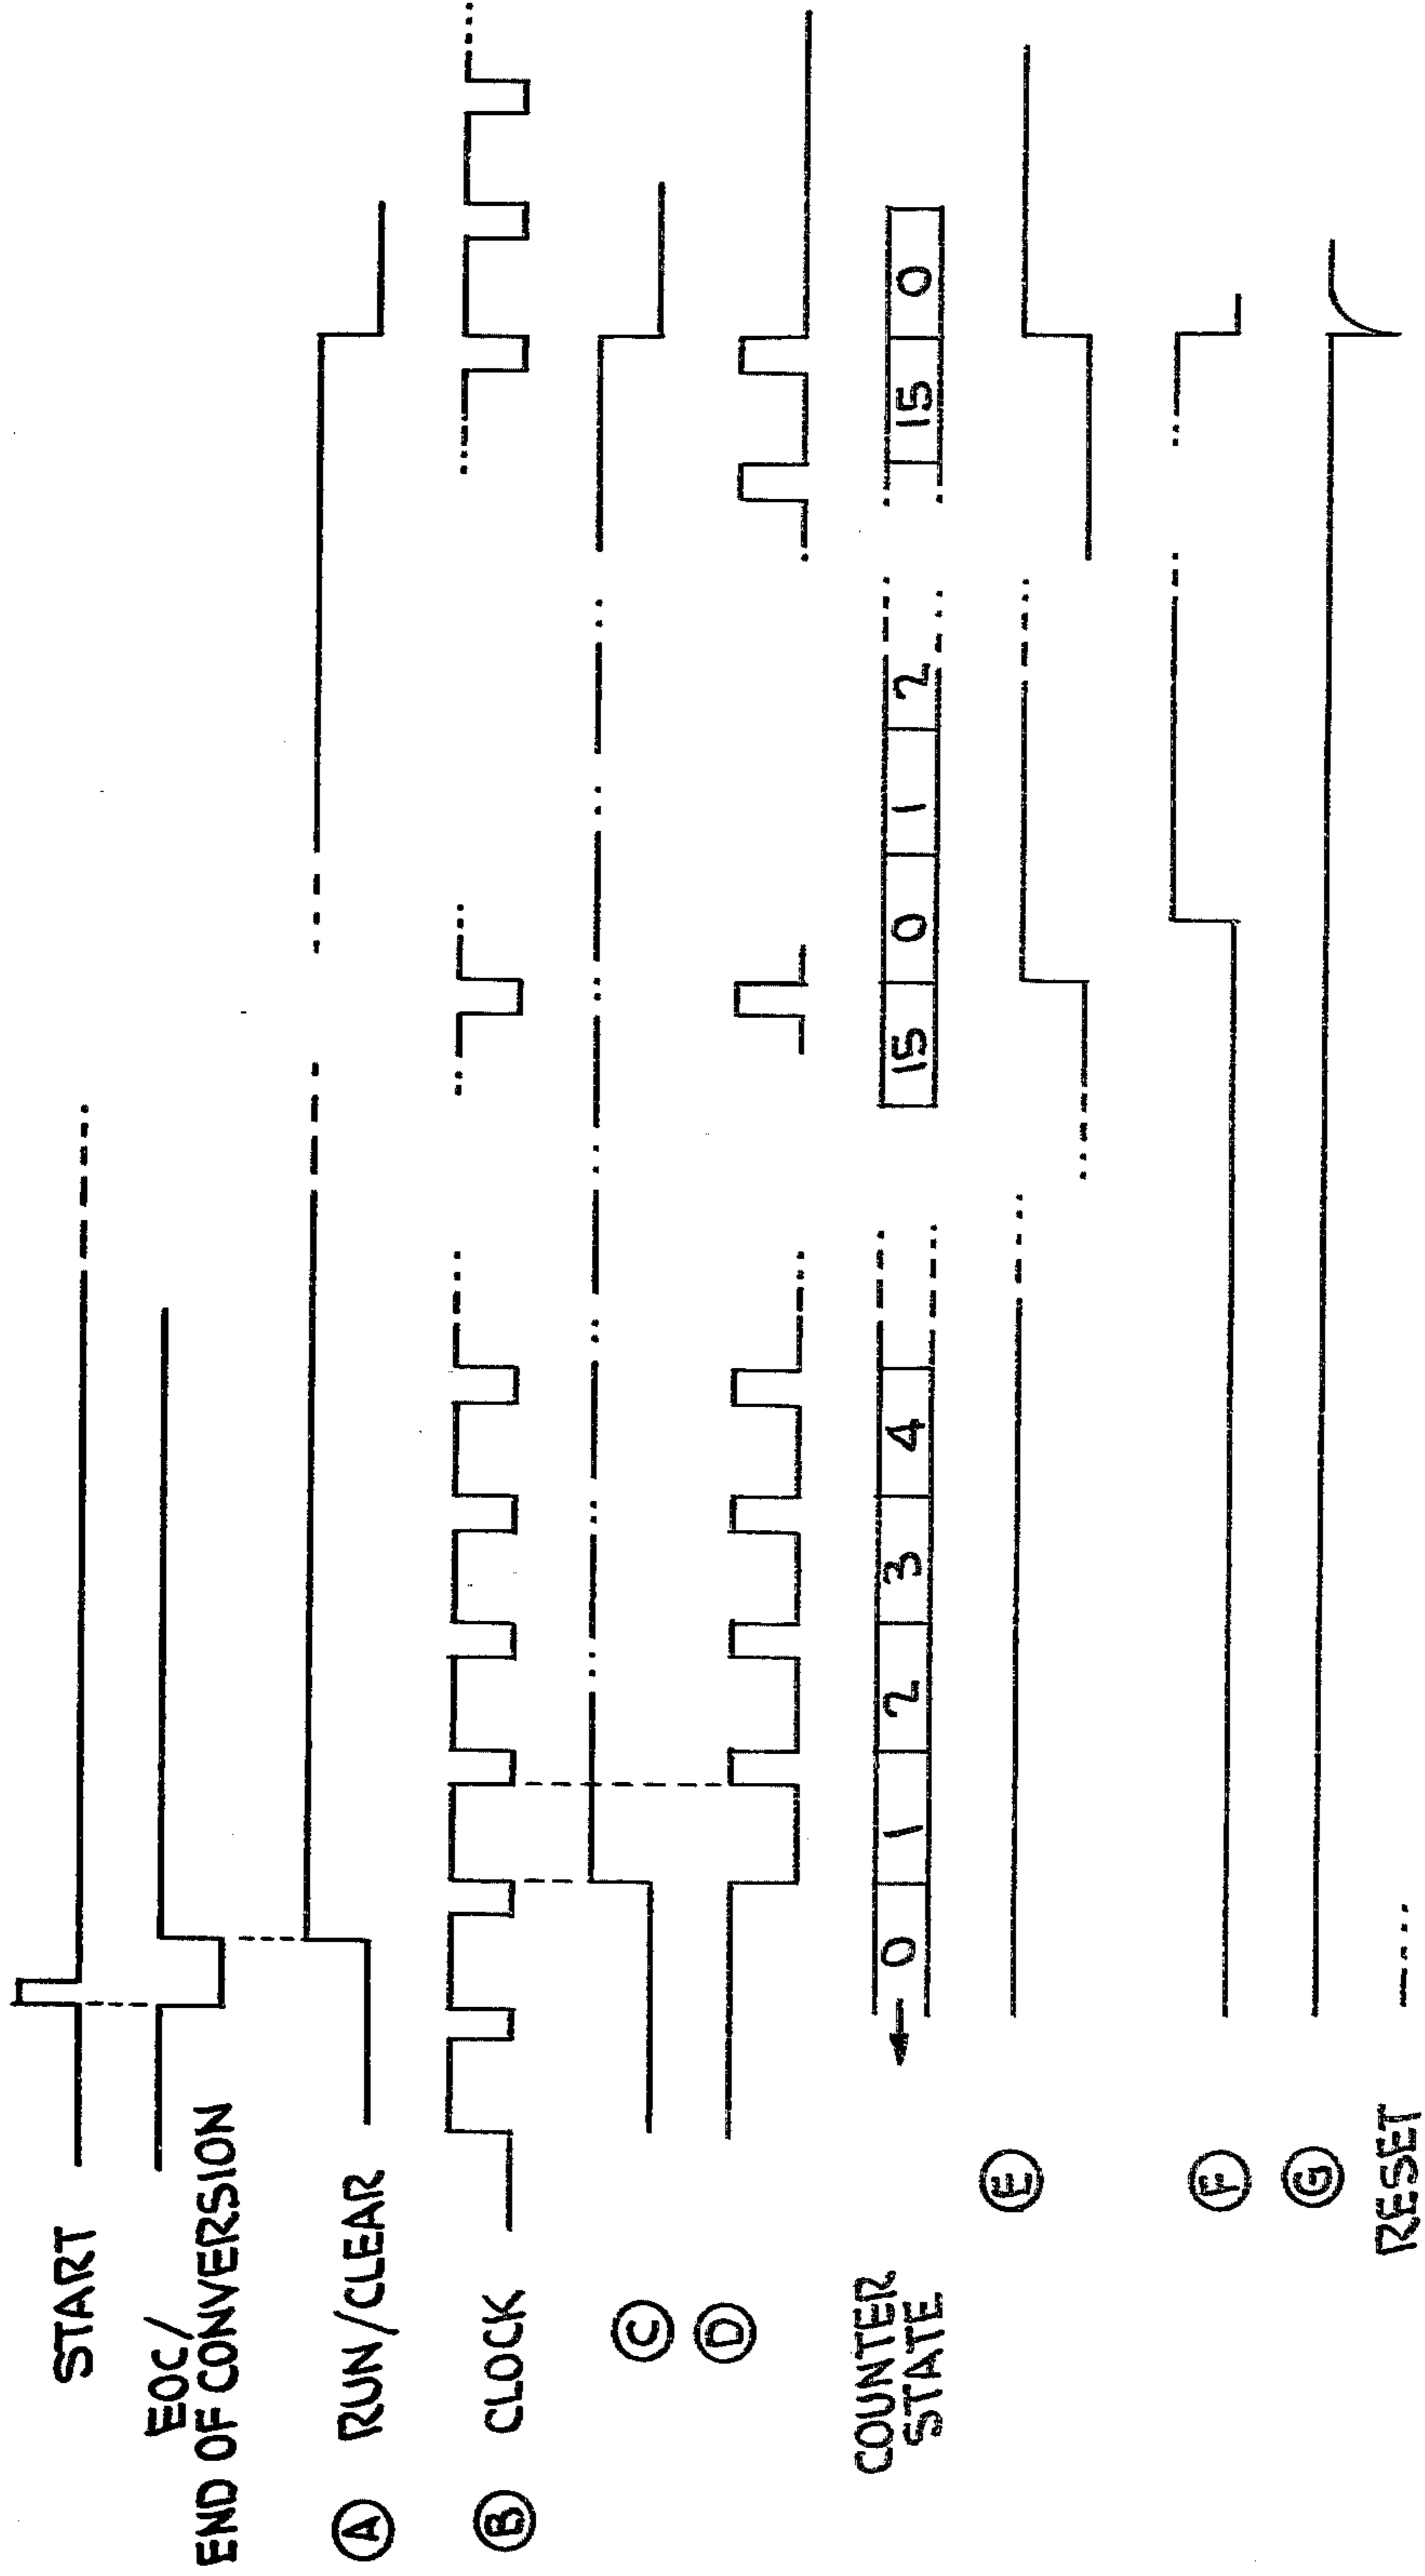 START
EOC/
END OF CONVERSION
A RUN/CLEAR
B CLOCK
C
D
COUNTER
STATE
0 1 2 3 4 15 0 1 2 15 0
E
F
G
RESET